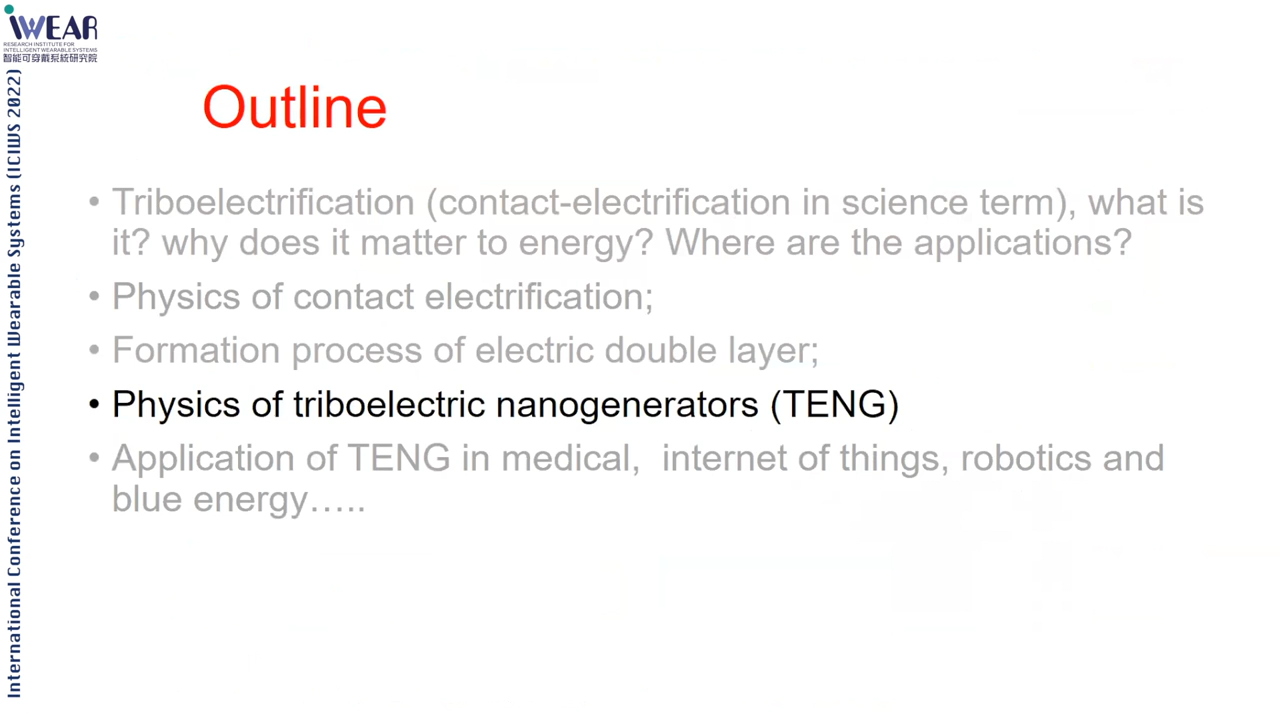 iWEAR
RESEARCH INSTITUTE FOR
INTELLIGENT WEARABLE SYSTEMS
智能可穿戴系統研究院
International Conference on Intelligent Wearable Systems (ICIWS 2022)
Outline
• Triboelectrification (contact-electrification in science term), what is
it? why does it matter to energy? Where are the applications?
• Physics of contact electrification;
• Formation process of electric double layer;
• Physics of triboelectric nanogenerators (TENG)
• Application of TENG in medical,  internet of things, robotics and
blue energy…..